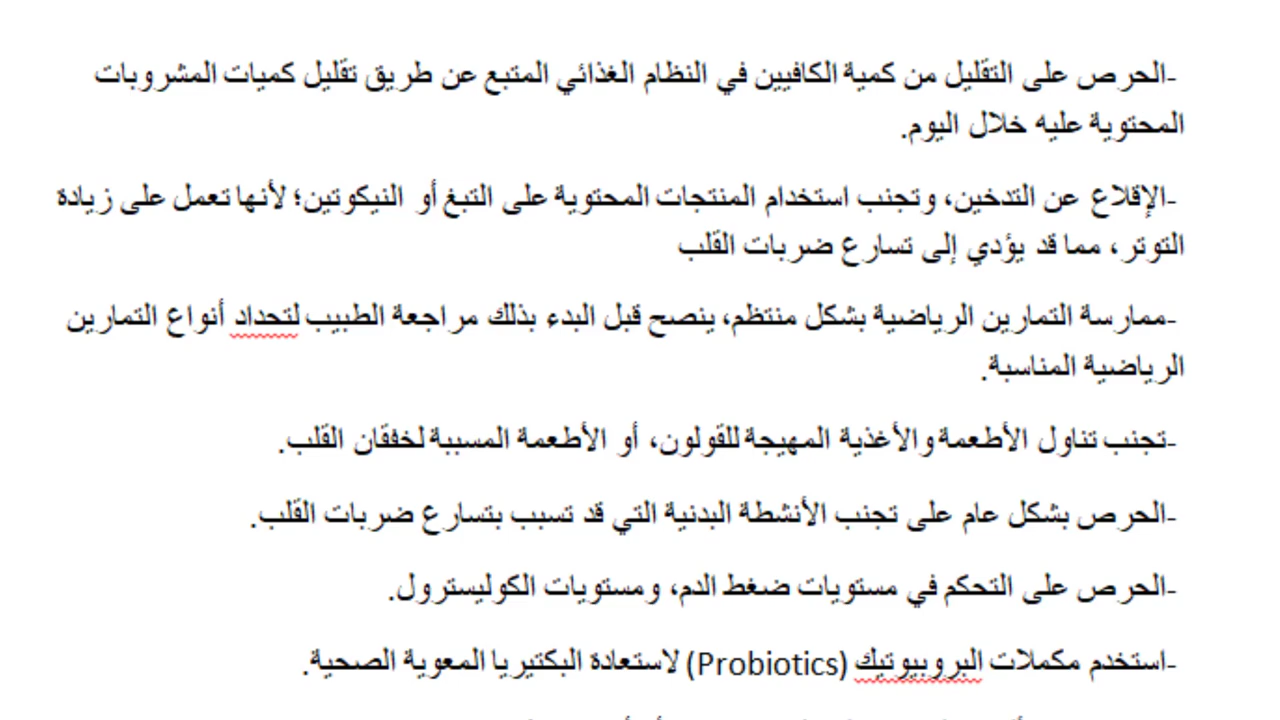 -الحرص على التقليل من كمية الكافيين في النظام الغذائي المتبع عن طريق تقليل كميات المشروبات
المحتوية عليه خلال اليوم.
-الإقلاع عن التدخين، وتجنب استخدام المنتجات المحتوية على التبغ أو النيكوتين؛ لأنها تعمل على زيادة
التوتر، مما قد يؤدي إلى تسارع ضربات القلب
-ممارسة التمارين الرياضية بشكل منتظم، ينصح قبل البدء بذلك مراجعة الطبيب لتحداد أنواع التمارين
الرياضية المناسبة.
-تجنب تناول الأطعمة والأغذية المهيجة للقولون، أو الأطعمة المسببة لخفقان القلب.
-الحرص بشكل عام على تجنب الأنشطة البدنية التي قد تسبب بتسارع ضربات القلب.
-الحرص على التحكم في مستويات ضغط الدم، ومستويات الكوليسترول.
-استخدم مكملات البروبيوتيك (Probiotics) لاستعادة البكتيريا المعوية الصحية.